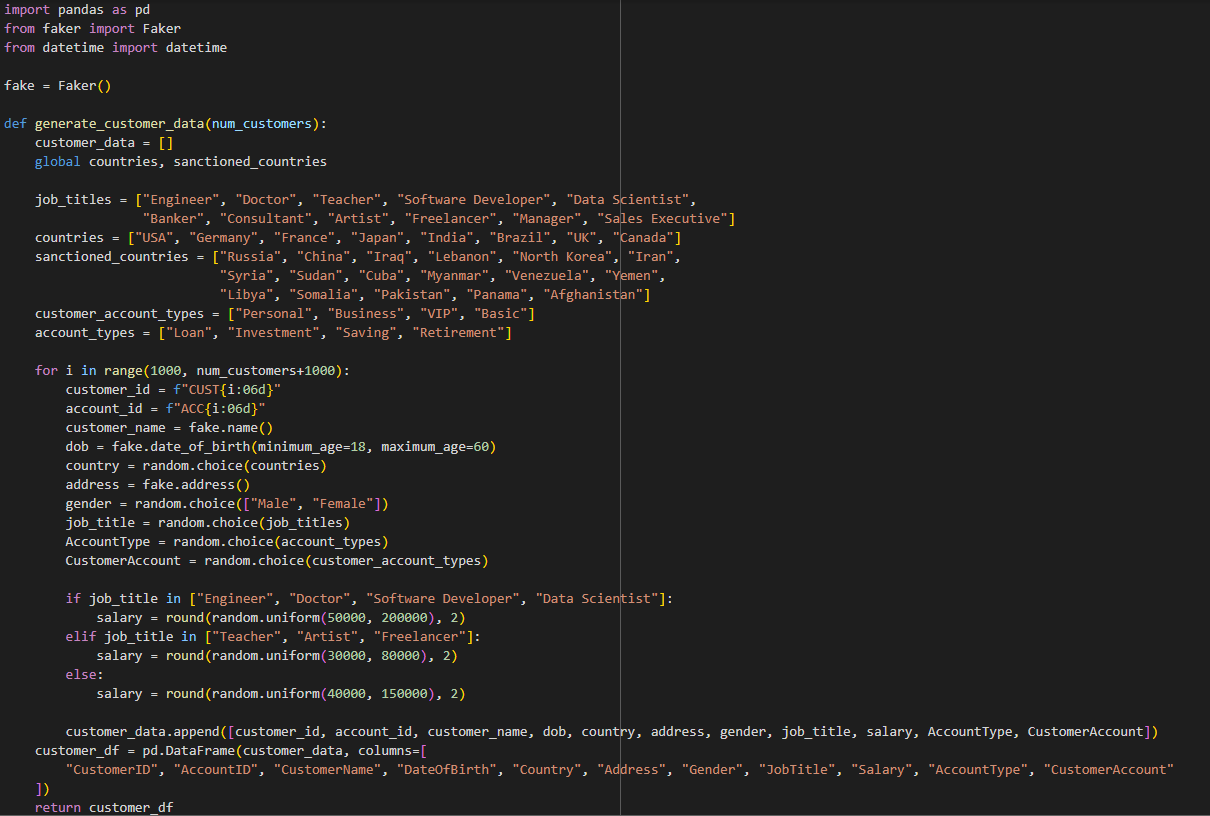 import pandas as pd
from faker import Faker
from datetime import datetime

fake = Faker()

def generate_customer_data(num_customers):
    customer_data = []
    global countries, sanctioned_countries

    job_titles = ["Engineer", "Doctor", "Teacher", "Software Developer", "Data Scientist",
                  "Banker", "Consultant", "Artist", "Freelancer", "Manager", "Sales Executive"]
    countries = ["USA", "Germany", "France", "Japan", "India", "Brazil", "UK", "Canada"]
    sanctioned_countries = ["Russia", "China", "Iraq", "Lebanon", "North Korea", "Iran",
                            "Syria", "Sudan", "Cuba", "Myanmar", "Venezuela", "Yemen",
                            "Libya", "Somalia", "Pakistan", "Panama", "Afghanistan"]
    customer_account_types = ["Personal", "Business", "VIP", "Basic"]
    account_types = ["Loan", "Investment", "Saving", "Retirement"]

    for i in range(1000, num_customers+1000):
        customer_id = f"CUST{i:06d}"
        account_id = f"ACC{i:06d}"
        customer_name = fake.name()
        dob = fake.date_of_birth(minimum_age=18, maximum_age=60)
        country = random.choice(countries)
        address = fake.address()
        gender = random.choice(["Male", "Female"])
        job_title = random.choice(job_titles)
        AccountType = random.choice(account_types)
        CustomerAccount = random.choice(customer_account_types)

        if job_title in ["Engineer", "Doctor", "Software Developer", "Data Scientist"]:
            salary = round(random.uniform(50000, 200000), 2)
        elif job_title in ["Teacher", "Artist", "Freelancer"]:
            salary = round(random.uniform(30000, 80000), 2)
        else:
            salary = round(random.uniform(40000, 150000), 2)

        customer_data.append([customer_id, account_id, customer_name, dob, country, address, gender, job_title, salary, AccountType, CustomerAccount])
    customer_df = pd.DataFrame(customer_data, columns=[
        "CustomerID", "AccountID", "CustomerName", "DateOfBirth", "Country", "Address", "Gender", "JobTitle", "Salary", "AccountType", "CustomerAccount"
    ])
    return customer_df